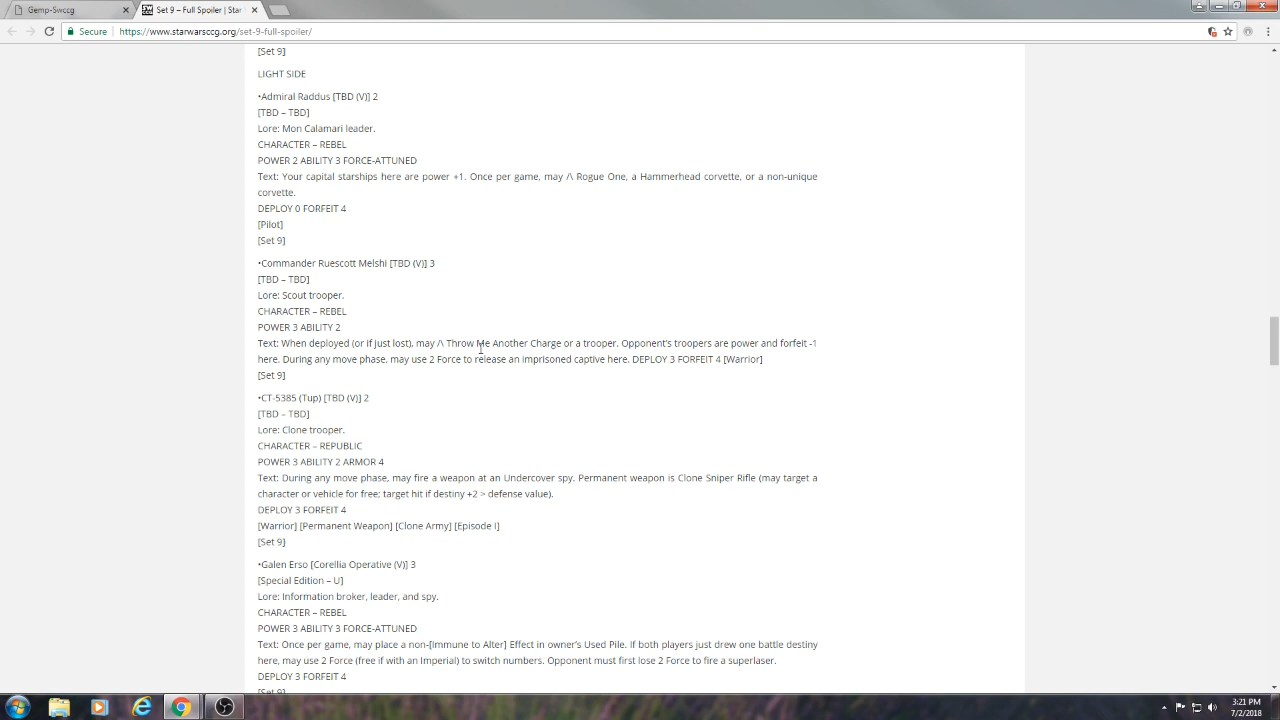 Gemp-Swccg
Set 9 – Full Spoiler | Star
Secure
https://www.starwarsccg.org/set-9-full-spoiler/
[Set 9]
LIGHT SIDE
•Admiral Raddus [TBD (V)] 2
[TBD – TBD]
Lore: Mon Calamari leader.
CHARACTER – REBEL
POWER 2 ABILITY 3 FORCE-ATTUNED
Text: Your capital starships here are power +1. Once per game, may /\ Rogue One, a Hammerhead corvette, or a non-unique
corvette.
DEPLOY 0 FORFEIT 4
[Pilot]
[Set 9]
•Commander Ruescott Melshi [TBD (V)] 3
[TBD – TBD]
Lore: Scout trooper.
CHARACTER – REBEL
POWER 3 ABILITY 2
Text: When deployed (or if just lost), may /\ Throw Me Another Charge or a trooper. Opponent's troopers are power and forfeit -1
here. During any move phase, may use 2 Force to release an imprisoned captive here. DEPLOY 3 FORFEIT 4 [Warrior]
[Set 9]
•CT-5385 (Tup) [TBD (V)] 2
[TBD – TBD]
Lore: Clone trooper.
CHARACTER – REPUBLIC
POWER 3 ABILITY 2 ARMOR 4
Text: During any move phase, may fire a weapon at an Undercover spy. Permanent weapon is Clone Sniper Rifle (may target a
character or vehicle for free; target hit if destiny +2 > defense value).
DEPLOY 3 FORFEIT 4
[Warrior] [Permanent Weapon] [Clone Army] [Episode I]
[Set 9]
•Galen Erso [Corellia Operative (V)] 3
[Special Edition – U]
Lore: Information broker, leader, and spy.
CHARACTER – REBEL
POWER 3 ABILITY 3 FORCE-ATTUNED
Text: Once per game, may place a non-[Immune to Alter] Effect in owner's Used Pile. If both players just drew one battle destiny
here, may use 2 Force (free if with an Imperial) to switch numbers. Opponent must first lose 2 Force to fire a superlaser.
DEPLOY 3 FORFEIT 4
[Set 9]
3:21 PM
7/2/2018